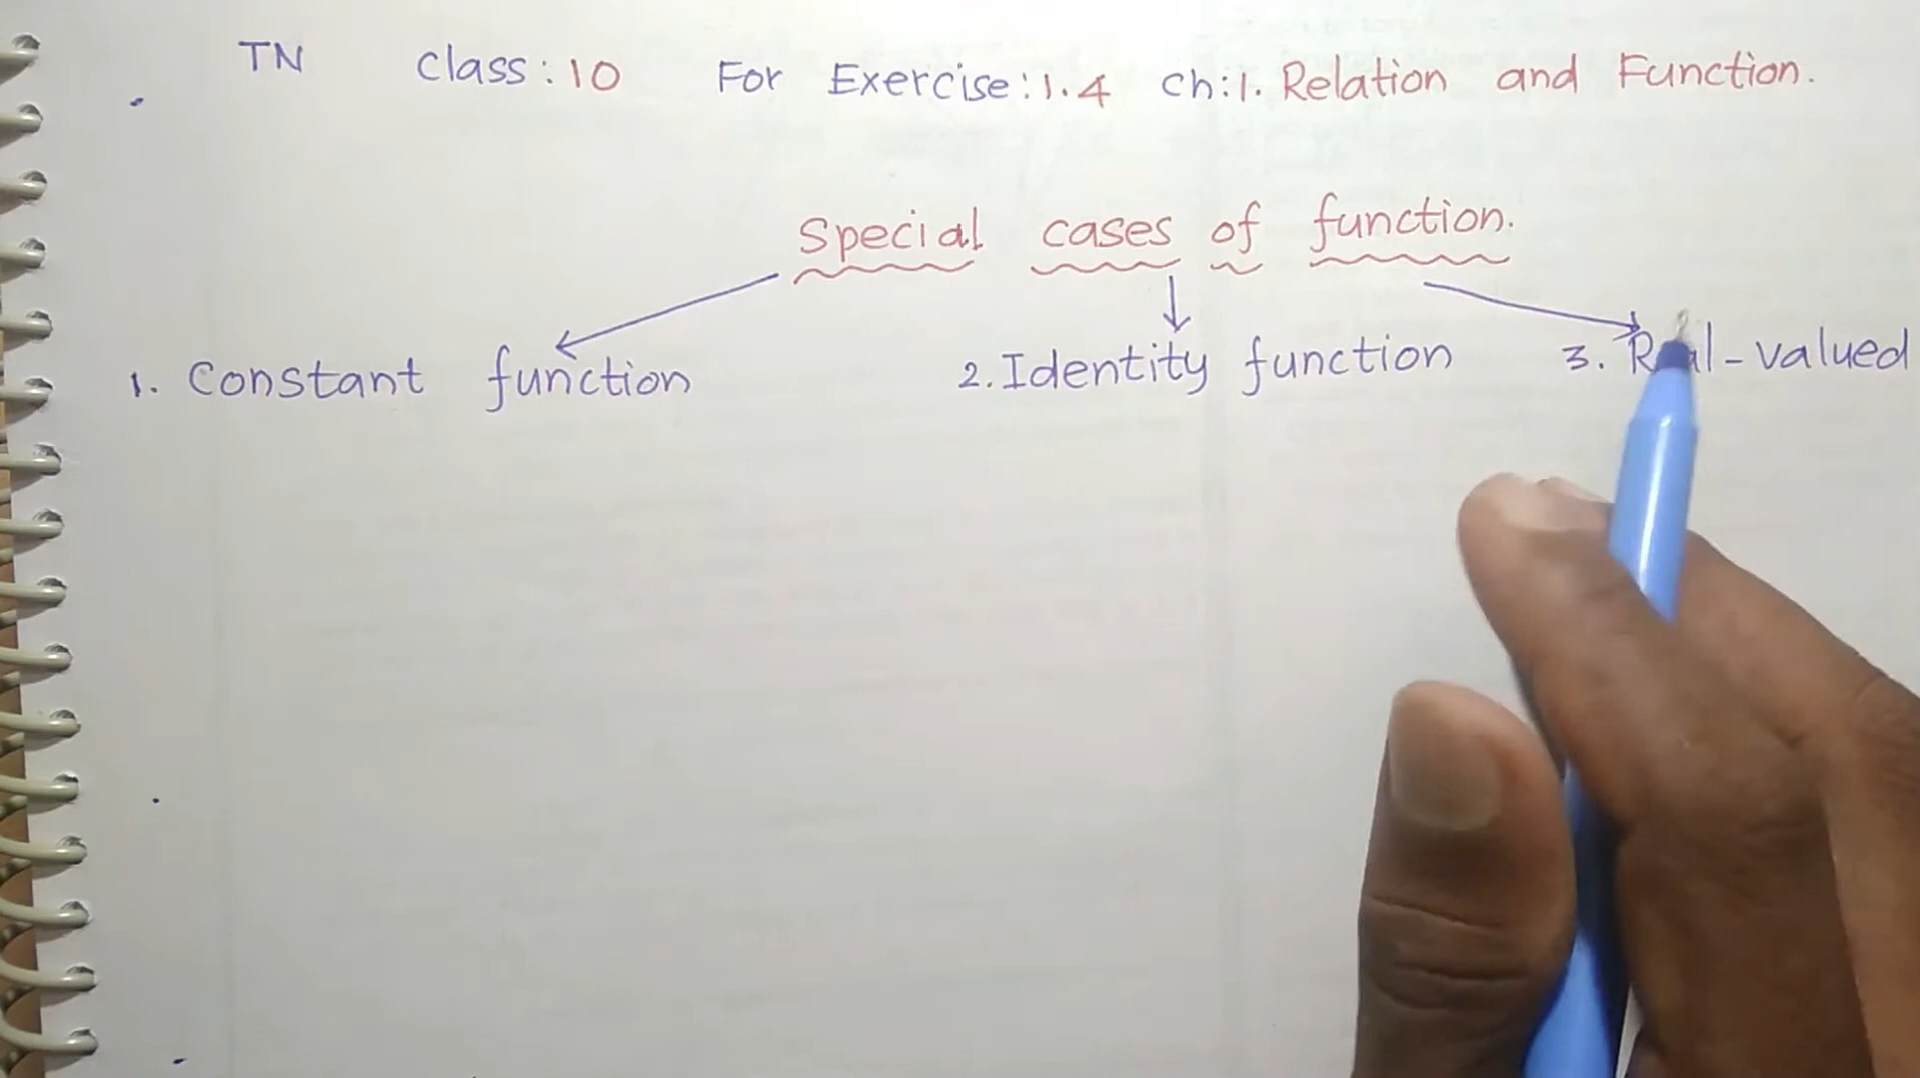 TN Class: 10 For Exercise: 1.4 Ch: 1. Relation and Function.
Special cases of function.
1. Constant function 2. Identity function 3. Real-valued